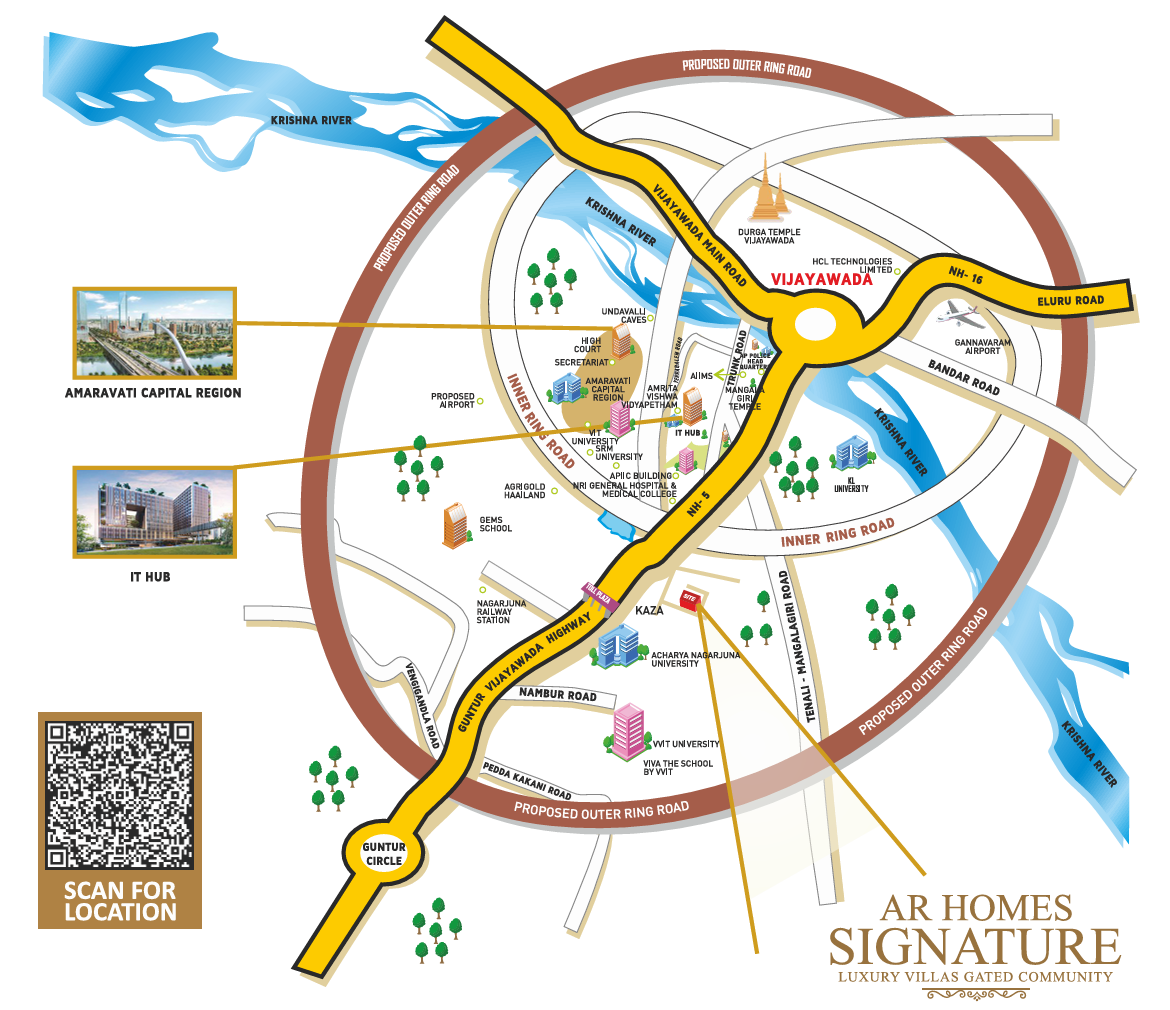 PROPOSED OUTER RING ROAD
KRISHNA RIVER
PROPOSED OUTER RING ROAD
KRISHNA RIVER
VIJAYAWADA MAIN ROAD
DURGA TEMPLE
VIJAYAWADA
HCL TECHNOLOGIES
LIMITED
VIJAYAWADA
NH- 16
ELURU ROAD
GANNAVARAM
AIRPORT
BANDAR ROAD
UNDAVALLI
CAVES
HIGH
COURT
SECRETARIAT
AMARAVATI
CAPITAL
REGION
AMARAVATI CAPITAL REGION
PROPOSED
AIRPORT
INNER RING ROAD
TRUNK ROAD
AP POLICE
HEAD
QUARTERS
AIIMS
MANGALA
GIRI
TEMPLE
AMRITA
VISHWA
VIDYAPETHAM
IT HUB
VIT
UNIVERSITY
SRM
UNIVERSITY
APIIC BUILDING
NRI GENERAL HOSPITAL &
MEDICAL COLLEGE
AGRIGOLD
HAAILAND
GEMS
SCHOOL
KRISHNA RIVER
KL
UNIVERSITY
NH- 5
INNER RING ROAD
IT HUB
NAGARJUNA
RAILWAY
STATION
TOLL PLAZA
KAZA
SITE
ACHARYA NAGARJUNA
UNIVERSITY
TENALI - MANGALAGIRI ROAD
GUNTUR VIJAYAWADA HIGHWAY
NAMBUR ROAD
VENGIGANDLA ROAD
VVIT UNIVERSITY
VIVA THE SCHOOL
BY VVIT
PEDDA KAKANI ROAD
PROPOSED OUTER RING ROAD
PROPOSED OUTER RING ROAD
KRISHNA RIVER
GUNTUR
CIRCLE
SCAN FOR
LOCATION
AR HOMES
SIGNATURE
LUXURY VILLAS GATED COMMUNITY